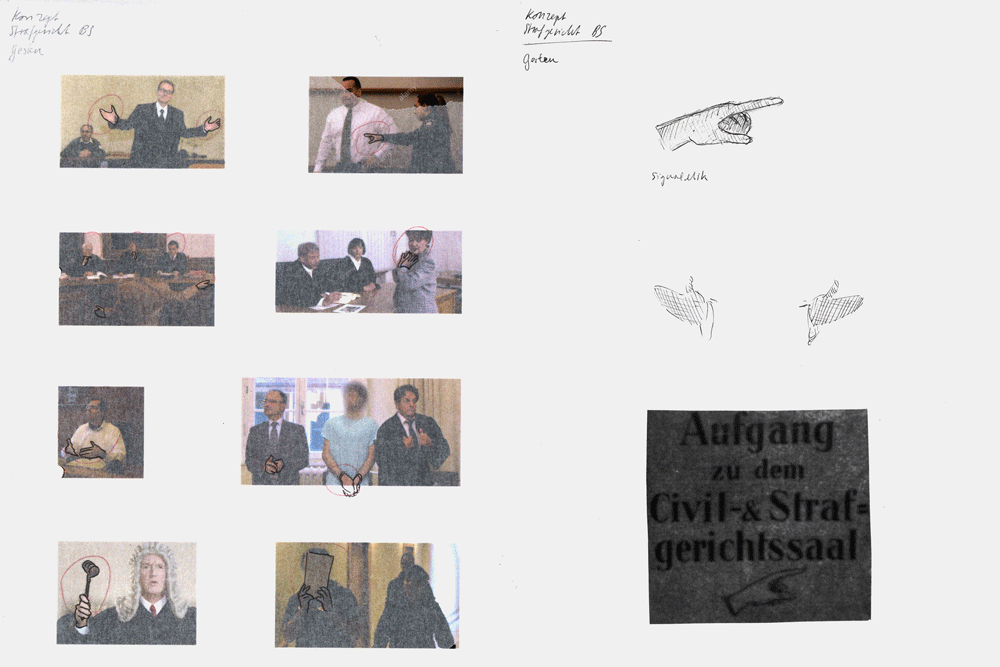 Konzept
Strafgericht BS
Gesten
Konzept
Strafgericht BS
Gesten
Signaletik
Aufgang
zu dem
Civil-&Straf=
gerichtssaal